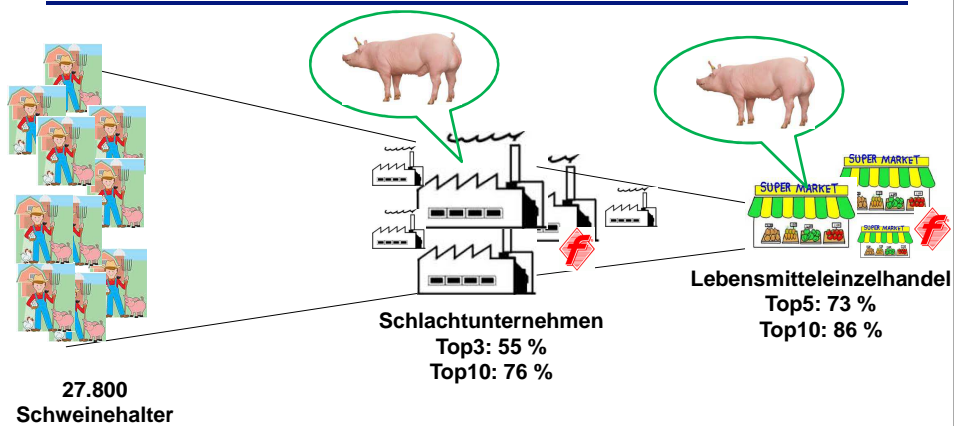 SUPER MARKET
SUPER MARKET
SUPER MARKET
f
f
Lebensmitteleinzelhandel
Top5: 73 %
Top10: 86 %
Schlachtunternehmen
Top3: 55 %
Top10: 76 %
27.800
Schweinehalter